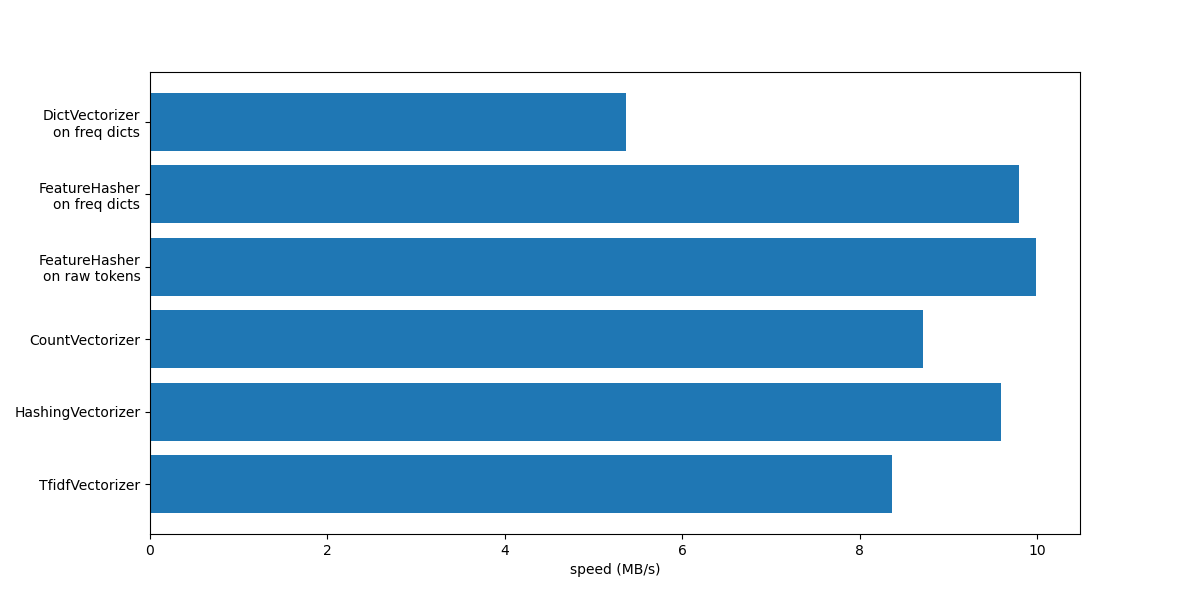 DictVectorizer
on freq dicts
FeatureHasher
on freq dicts
FeatureHasher
on raw tokens
CountVectorizer
HashingVectorizer
TfidfVectorizer
0 2 4 6 8 10
speed (MB/s)